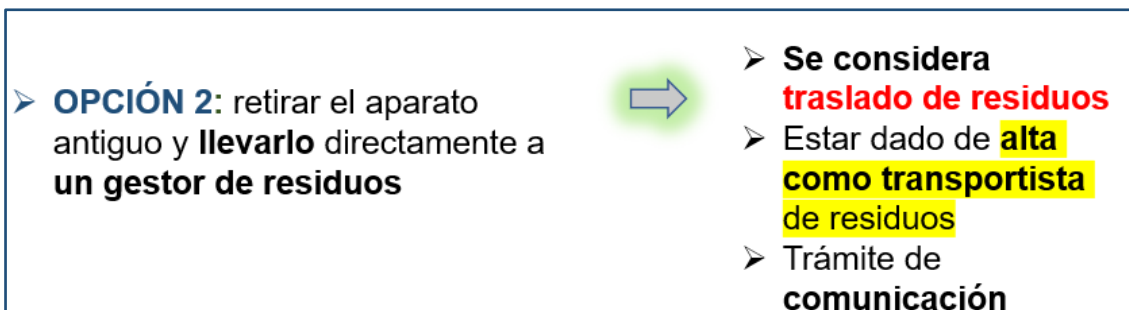 ➢ OPCIÓN 2: retirar el aparato
antiguo y llevarlo directamente a
un gestor de residuos
➢ Se considera
traslado de residuos
➢ Estar dado de alta
como transportista
de residuos
➢ Trámite de
comunicación